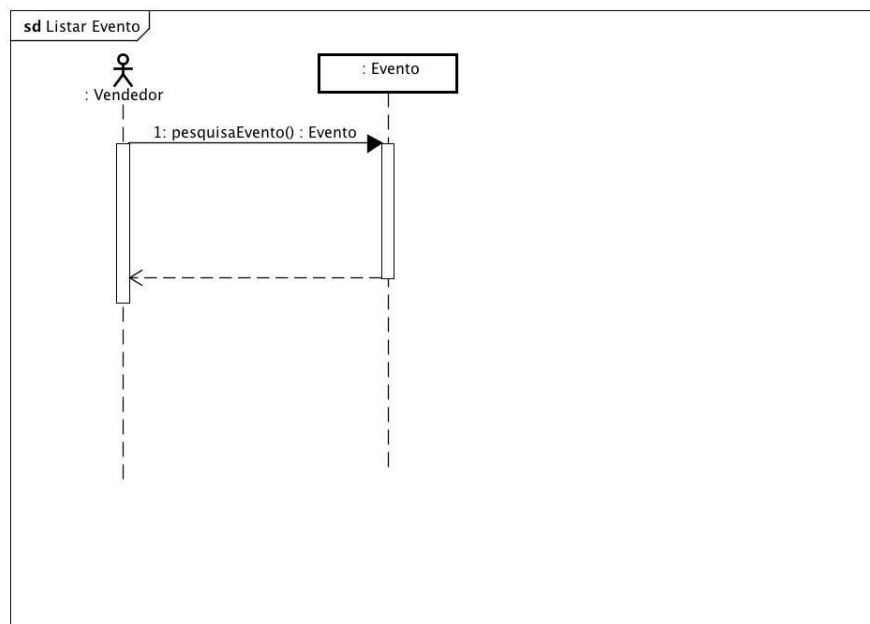 sd Listar Evento
: Vendedor
: Evento
1: pesquisaEvento() : Evento